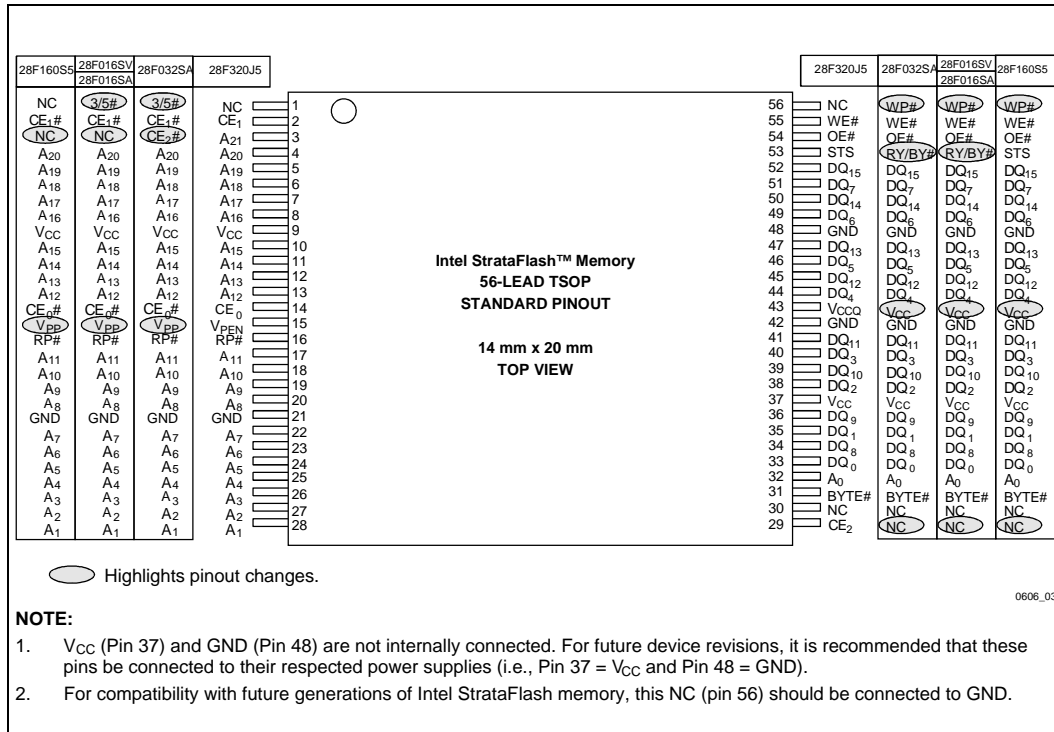 28F160S5 28F016SV 28F032SA 28F320J5 28F320J5 28F032SA 28F016SV 28F160S5
28F016SA 28F016SA
NC 3/5# 3/5# NC 1 56 NC WP# WP# WP#
CE1# CE1# CE1# CE1 2 55 WE# WE# WE# WE#
NC NC CE2# A21 3 54 OE# OE# OE# OE#
A20 A20 A20 A20 4 53 STS RY/BY# RY/BY# STS
A19 A19 A19 A19 5 52 DQ15 DQ15 DQ15 DQ15
A18 A18 A18 A18 6 51 DQ7 DQ7 DQ7 DQ7
A17 A17 A17 A17 7 50 DQ14 DQ14 DQ14 DQ14
A16 A16 A16 A16 8 49 DQ6 DQ6 DQ6 DQ6
VCC VCC VCC VCC 9 48 GND GND GND GND
A15 A15 A15 A15 10 47 DQ13 DQ13 DQ13 DQ13
A14 A14 A14 A14 11 46 DQ5 DQ5 DQ5 DQ5
A13 A13 A13 A13 12 45 DQ12 DQ12 DQ12 DQ12
A12 A12 A12 A12 13 44 DQ4 DQ4 DQ4 DQ4
CE0# CE0# CE0# CE0 14 43 VCCQ VCC VCC VCC
VPP VPP VPP VPEN 15 42 GND GND GND GND
RP# RP# RP# RP# 16 41 DQ11 DQ11 DQ11 DQ11
A11 A11 A11 A11 17 40 DQ3 DQ3 DQ3 DQ3
A10 A10 A10 A10 18 39 DQ10 DQ10 DQ10 DQ10
A9 A9 A9 A9 19 38 DQ2 DQ2 DQ2 DQ2
A8 A8 A8 A8 20 37 VCC VCC VCC VCC
GND GND GND GND 21 36 DQ9 DQ9 DQ9 DQ9
A7 A7 A7 A7 22 35 DQ1 DQ1 DQ1 DQ1
A6 A6 A6 A6 23 34 DQ8 DQ8 DQ8 DQ8
A5 A5 A5 A5 24 33 DQ0 DQ0 DQ0 DQ0
A4 A4 A4 A4 25 32 A0 A0 A0 A0
A3 A3 A3 A3 26 31 BYTE# BYTE# BYTE# BYTE#
A2 A2 A2 A2 27 30 NC NC NC NC
A1 A1 A1 A1 28 29 CE2 NC NC NC
Intel StrataFlash™ Memory
56-LEAD TSOP
STANDARD PINOUT
14 mm x 20 mm
TOP VIEW
Highlights pinout changes.
0606_03
NOTE:
1. VCC (Pin 37) and GND (Pin 48) are not internally connected. For future device revisions, it is recommended that these
pins be connected to their respected power supplies (i.e., Pin 37 = VCC and Pin 48 = GND).
2. For compatibility with future generations of Intel StrataFlash memory, this NC (pin 56) should be connected to GND.